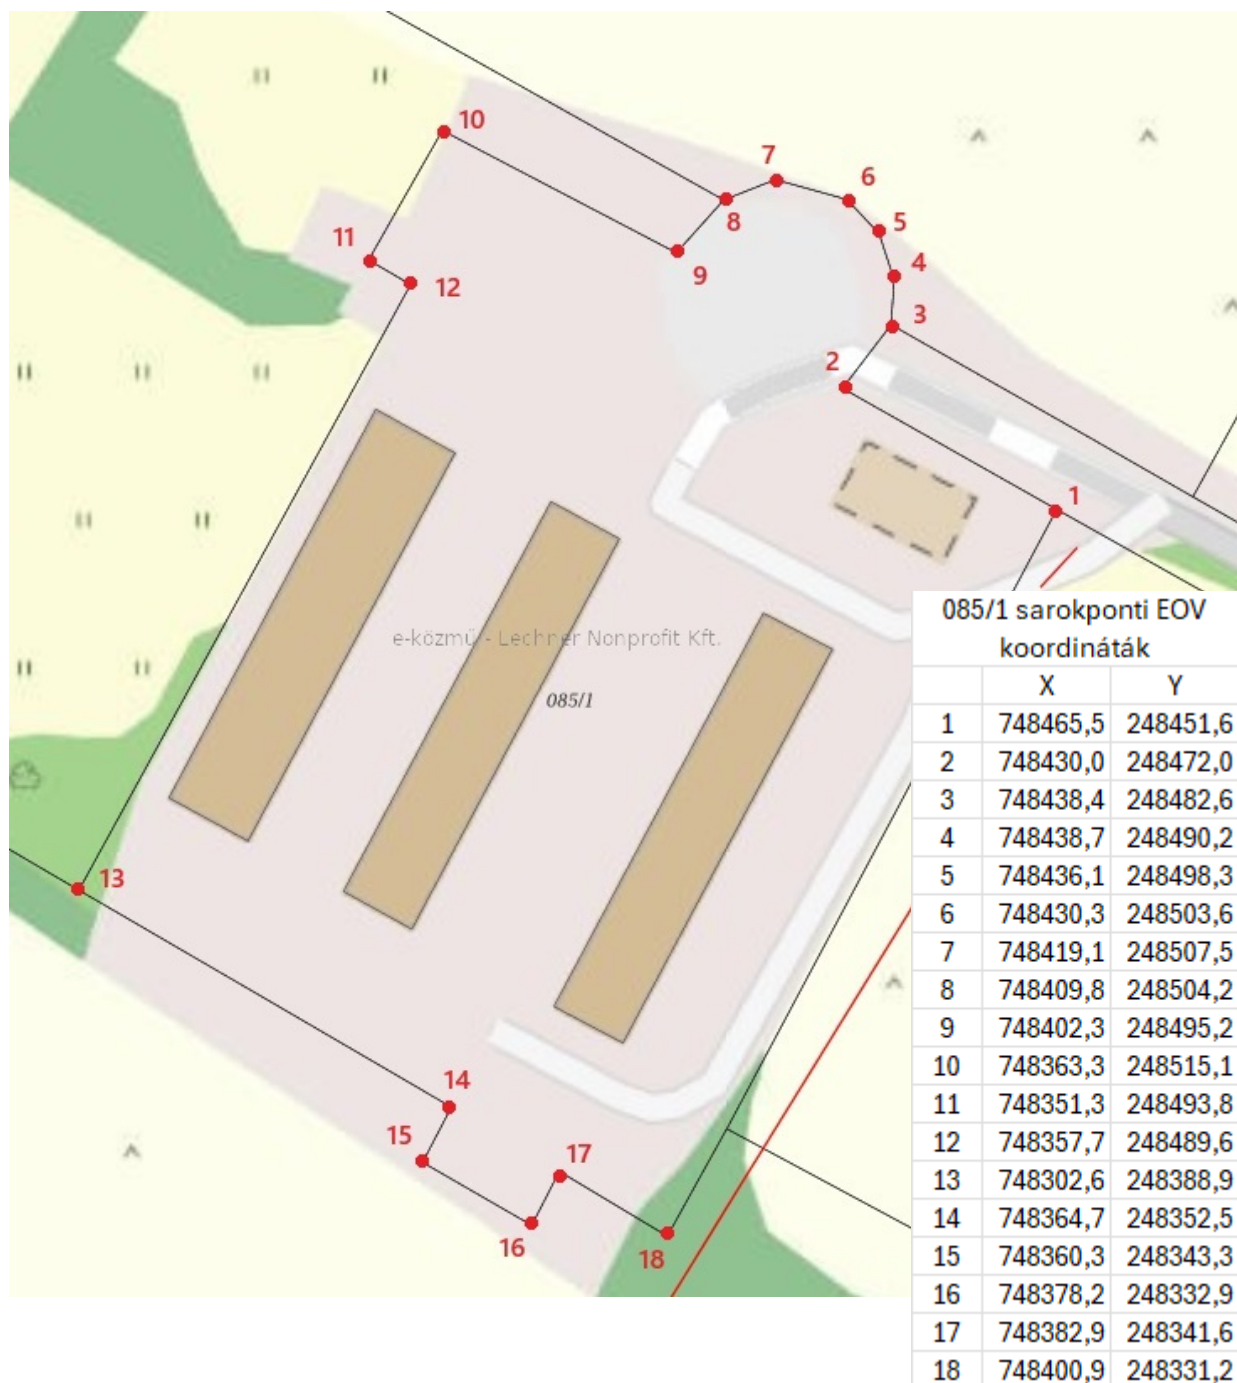 10
7
6
8
5
11
9
4
12
3
2
1
e-közmű - Lechner Nonprofit Kft.
085/1
13
14
15
17
16
18
085/1 sarokponti EOV
koordináták
X Y
1 748465,5 248451,6
2 748430,0 248472,0
3 748438,4 248482,6
4 748438,7 248490,2
5 748436,1 248498,3
6 748430,3 248503,6
7 748419,1 248507,5
8 748409,8 248504,2
9 748402,3 248495,2
10 748363,3 248515,1
11 748351,3 248493,8
12 748357,7 248489,6
13 748302,6 248388,9
14 748364,7 248352,5
15 748360,3 248343,3
16 748378,2 248332,9
17 748382,9 248341,6
18 748400,9 248331,2